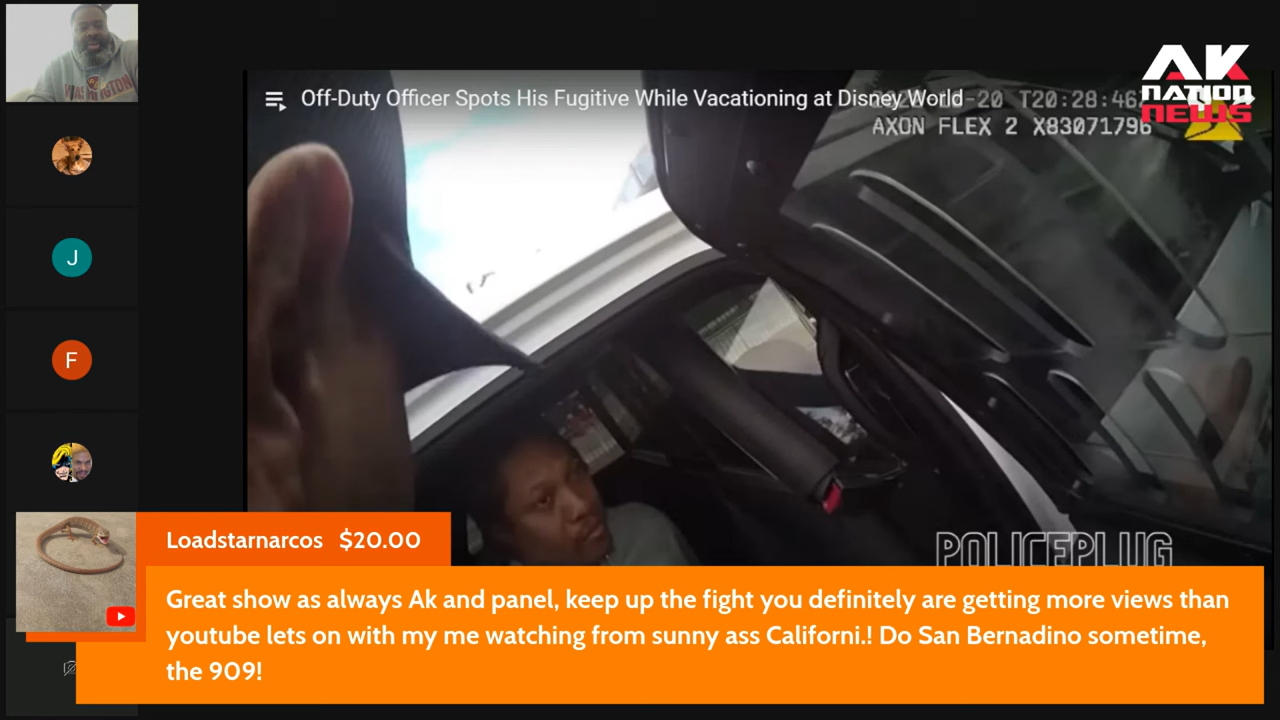 Off-Duty Officer Spots His Fugitive While Vacationing at Disney World
-20 T20:28:46
AXON FLEX 2 X83071796
AK
NATION
NEWS
J
F
POLICEPLUG
Loadstarnarcos $20.00
Great show as always Ak and panel, keep up the fight you definitely are getting more views than
youtube lets on with my me watching from sunny ass Californi.! Do San Bernadino sometime,
the 909!